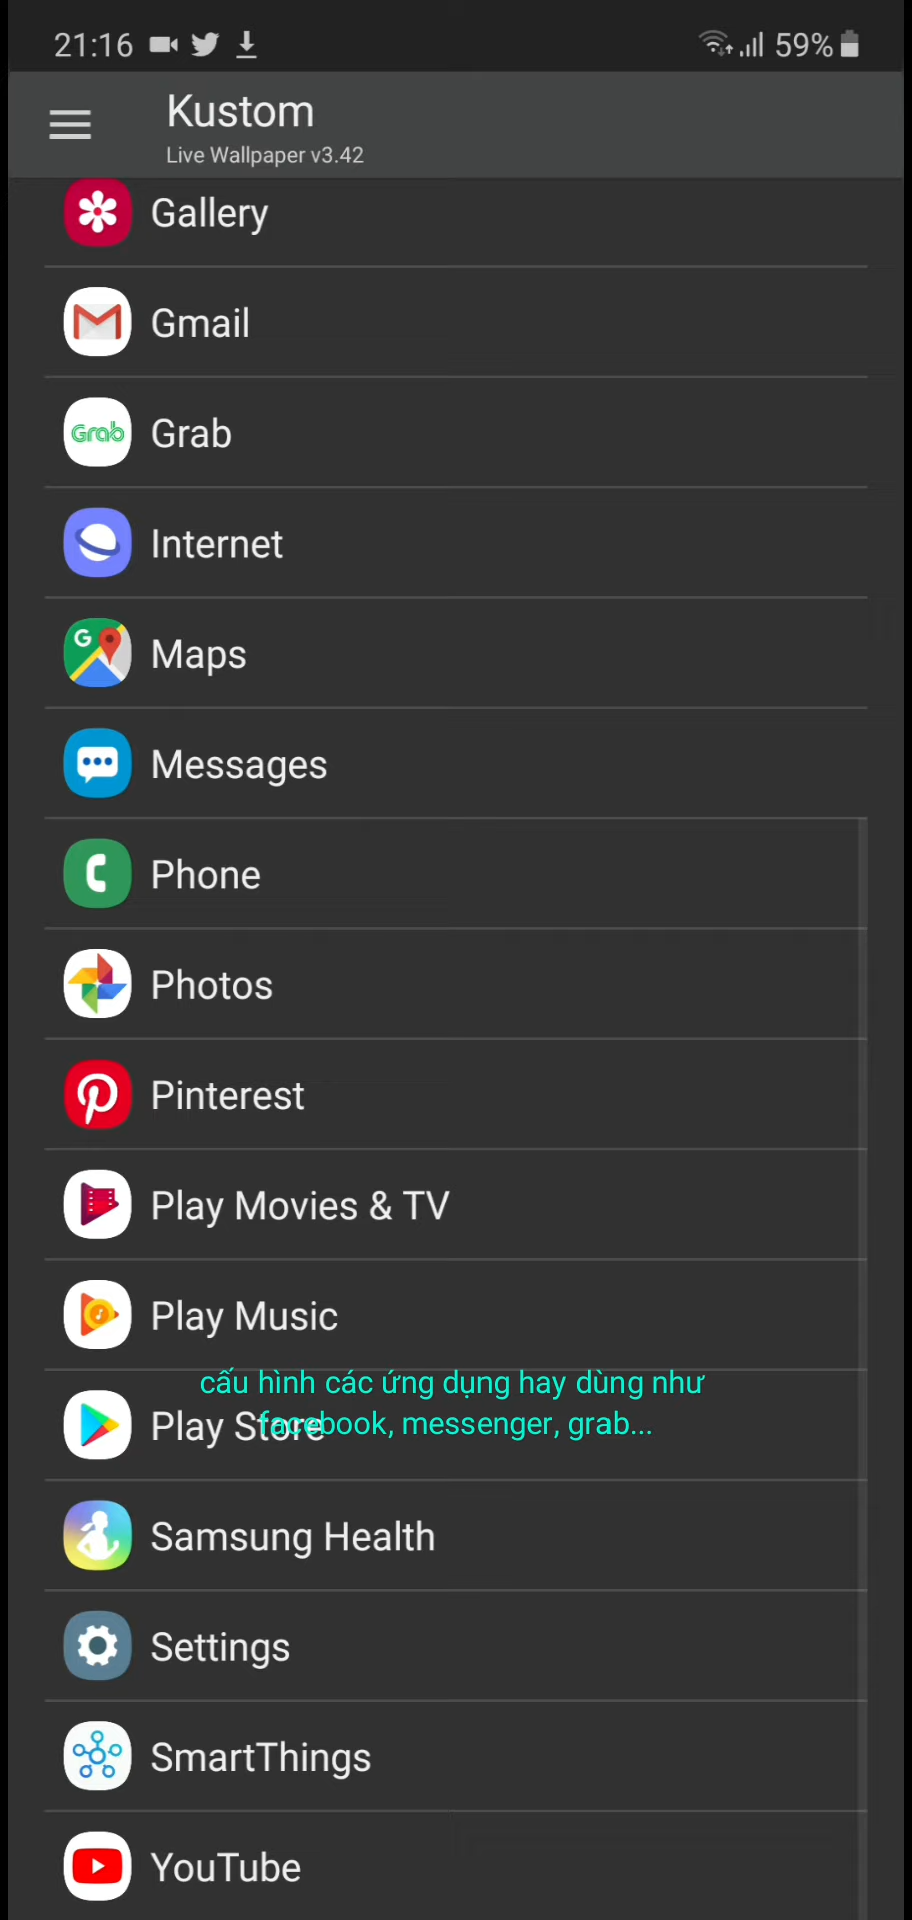 21:16 59%
Kustom
Live Wallpaper v3.42
Gallery
Gmail
Grab
Grab
Internet
G
Maps
Messages
Phone
Photos
Pinterest
Play Movies & TV
Play Music
cấu hình các ứng dụng hay dùng như
facebook, messenger, grab...
Play Store
Samsung Health
Settings
SmartThings
YouTube